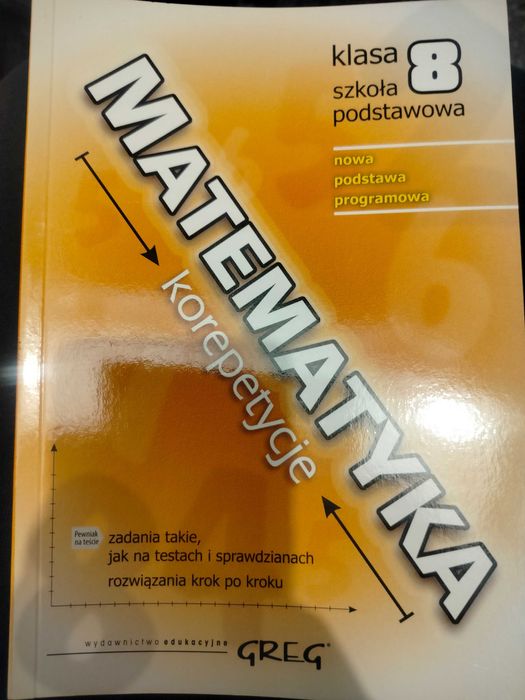 klasa 8
szkoła
podstawowa
nowa
podstawa
programowa
MATEMATYKA
korepetycje
Pewniak
na teście
zadania takie,
jak na testach i sprawdzianach
rozwiązania krok po kroku
wydawnictwo edukacyjne
GREG®